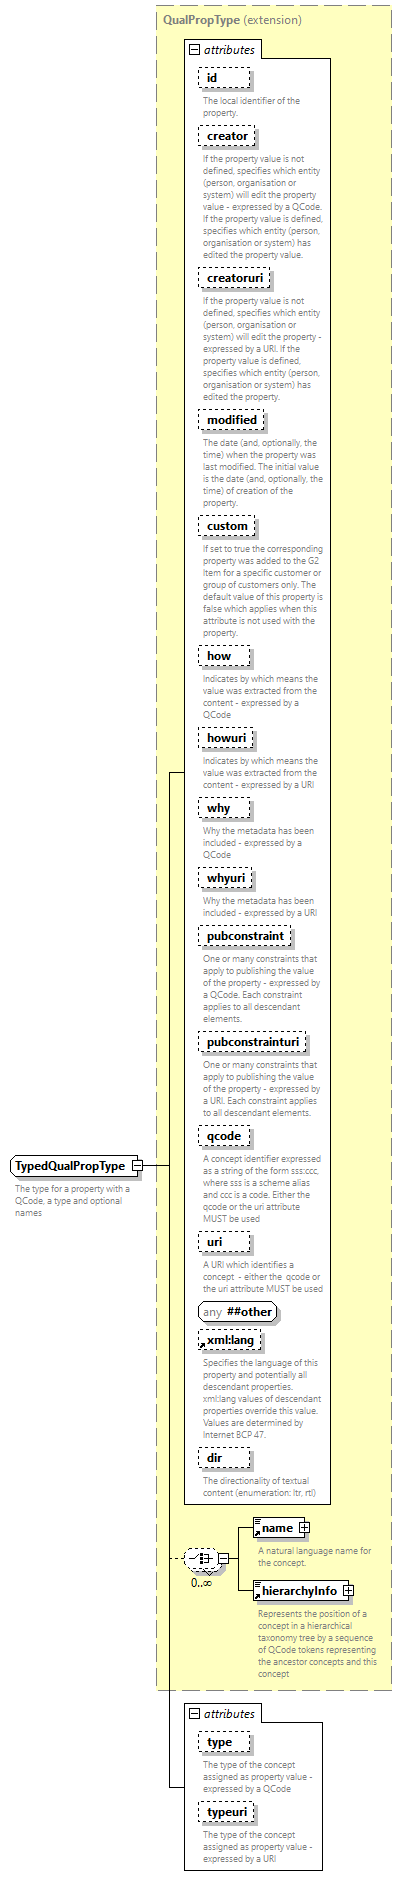 QualPropType (extension)
attributes
id
The local identifier of the
property.
creator
If the property value is not
defined, specifies which entity
(person, organisation or
system) will edit the property
value - expressed by a QCode.
If the property value is defined,
specifies which entity (person,
organisation or system) has
edited the property value.
creatoruri
If the property value is not
defined, specifies which entity
(person, organisation or
system) will edit the property -
expressed by a URI. If the
property value is defined,
specifies which entity (person,
organisation or system) has
edited the property.
modified
The date (and, optionally, the
time) when the property was
last modified. The initial value
is the date (and, optionally, the
time) of creation of the
property.
custom
If set to true the corresponding
property was added to the G2
Item for a specific customer or
group of customers only. The
default value of this property is
false which applies when this
attribute is not used with the
property.
how
Indicates by which means the
value was extracted from the
content - expressed by a
QCode
howuri
Indicates by which means the
value was extracted from the
content - expressed by a URI
why
Why the metadata has been
included - expressed by a
QCode
whyuri
Why the metadata has been
included - expressed by a URI
pubconstraint
One or many constraints that
apply to publishing the value
of the property - expressed by
a QCode. Each constraint
applies to all descendant
elements.
pubconstrainturi
One or many constraints that
apply to publishing the value
of the property - expressed by
a URI. Each constraint applies
to all descendant elements.
qcode
A concept identifier expressed
as a string of the form sss:ccc,
where sss is a scheme alias
and ccc is a code. Either the
qcode or the uri attribute
MUST be used
uri
A URI which identifies a
concept - either the qcode or
the uri attribute MUST be used
any ##other
xml:lang
Specifies the language of this
property and potentially all
descendant properties.
xml:lang values of descendant
properties override this value.
Values are determined by
Internet BCP 47.
dir
The directionality of textual
content (enumeration: ltr, rtl)
TypedQualPropType
The type for a property with a
QCode, a type and optional
names
0..∞
name
A natural language name for
the concept.
hierarchyInfo
Represents the position of a
concept in a hierarchical
taxonomy tree by a sequence
of QCode tokens representing
the ancestor concepts and this
concept
attributes
type
The type of the concept
assigned as property value -
expressed by a QCode
typeuri
The type of the concept
assigned as property value -
expressed by a URI